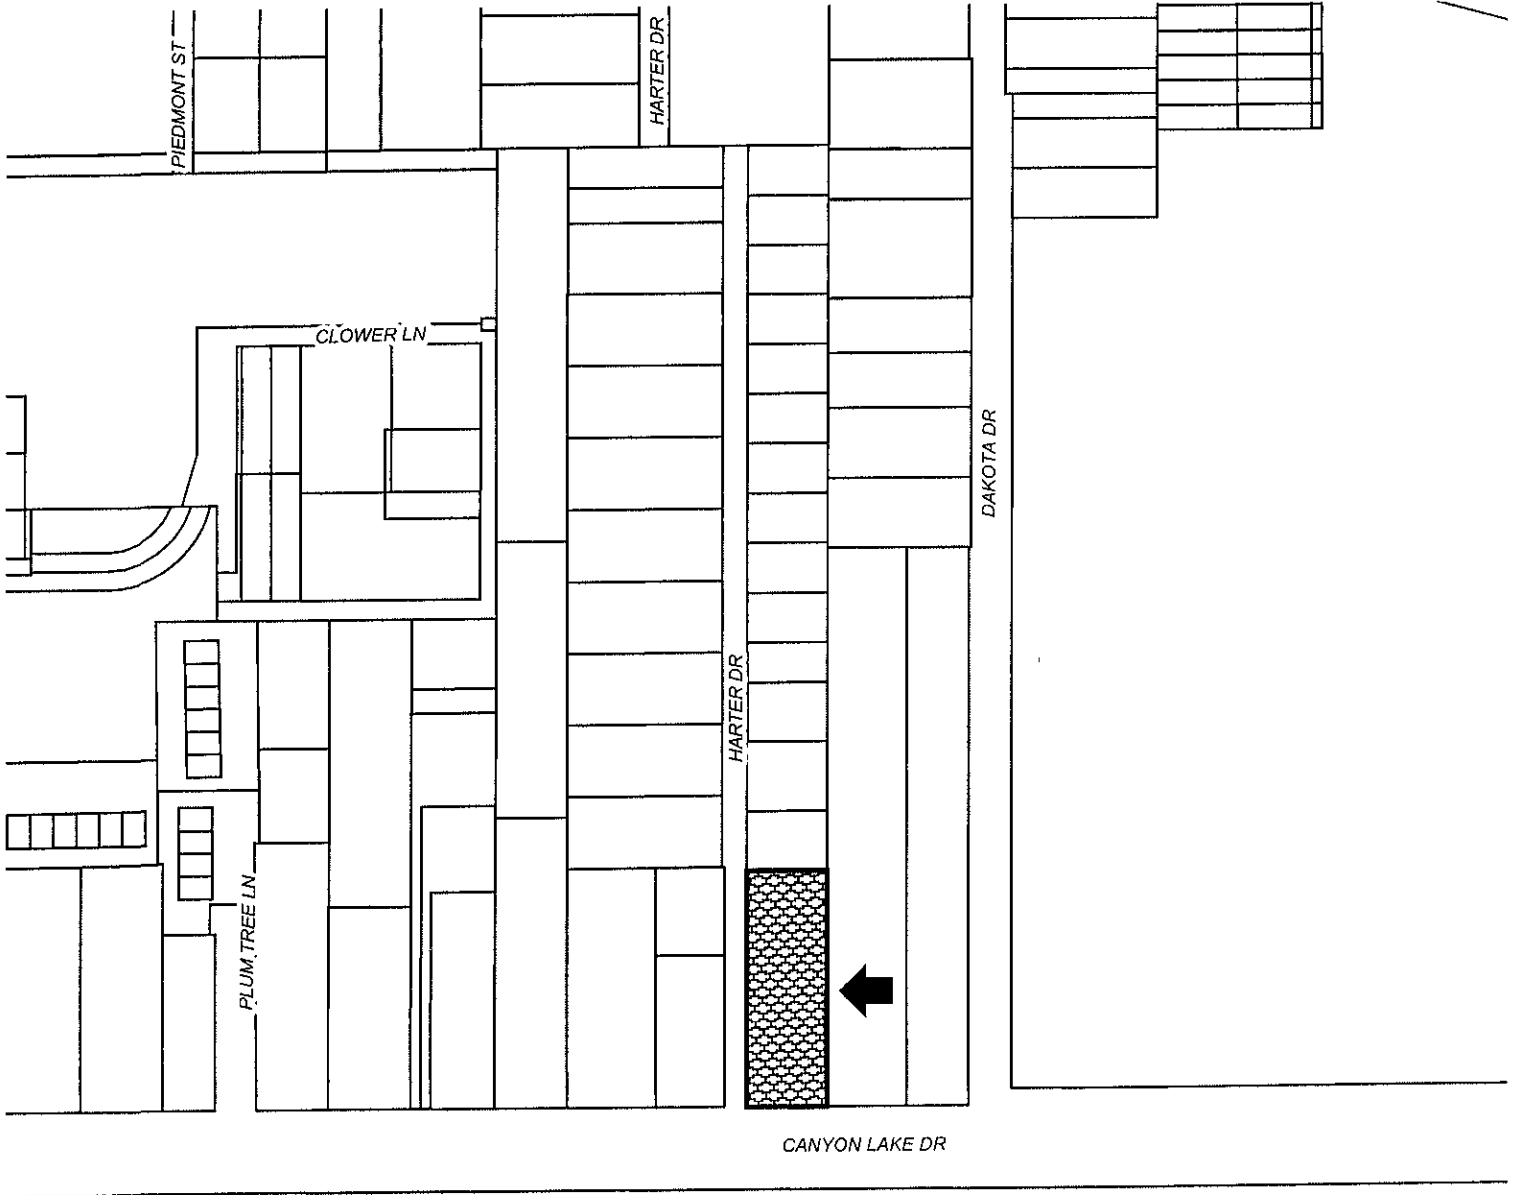 PIEDMONT ST
HARTER DR
CLOWER LN
DAKOTA DR
HARTER DR
PLUM TREE LN
CANYON LAKE DR